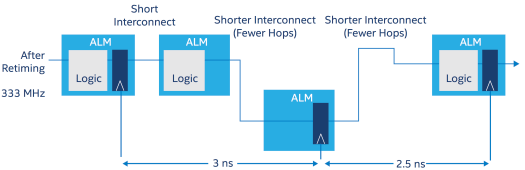 Short
Interconnect
Shorter Interconnect
(Fewer Hops)
Shorter Interconnect
(Fewer Hops)
After
Retiming
333 MHz
ALM
Logic
ALM
Logic
ALM
ALM
Logic
3 ns
2.5 ns